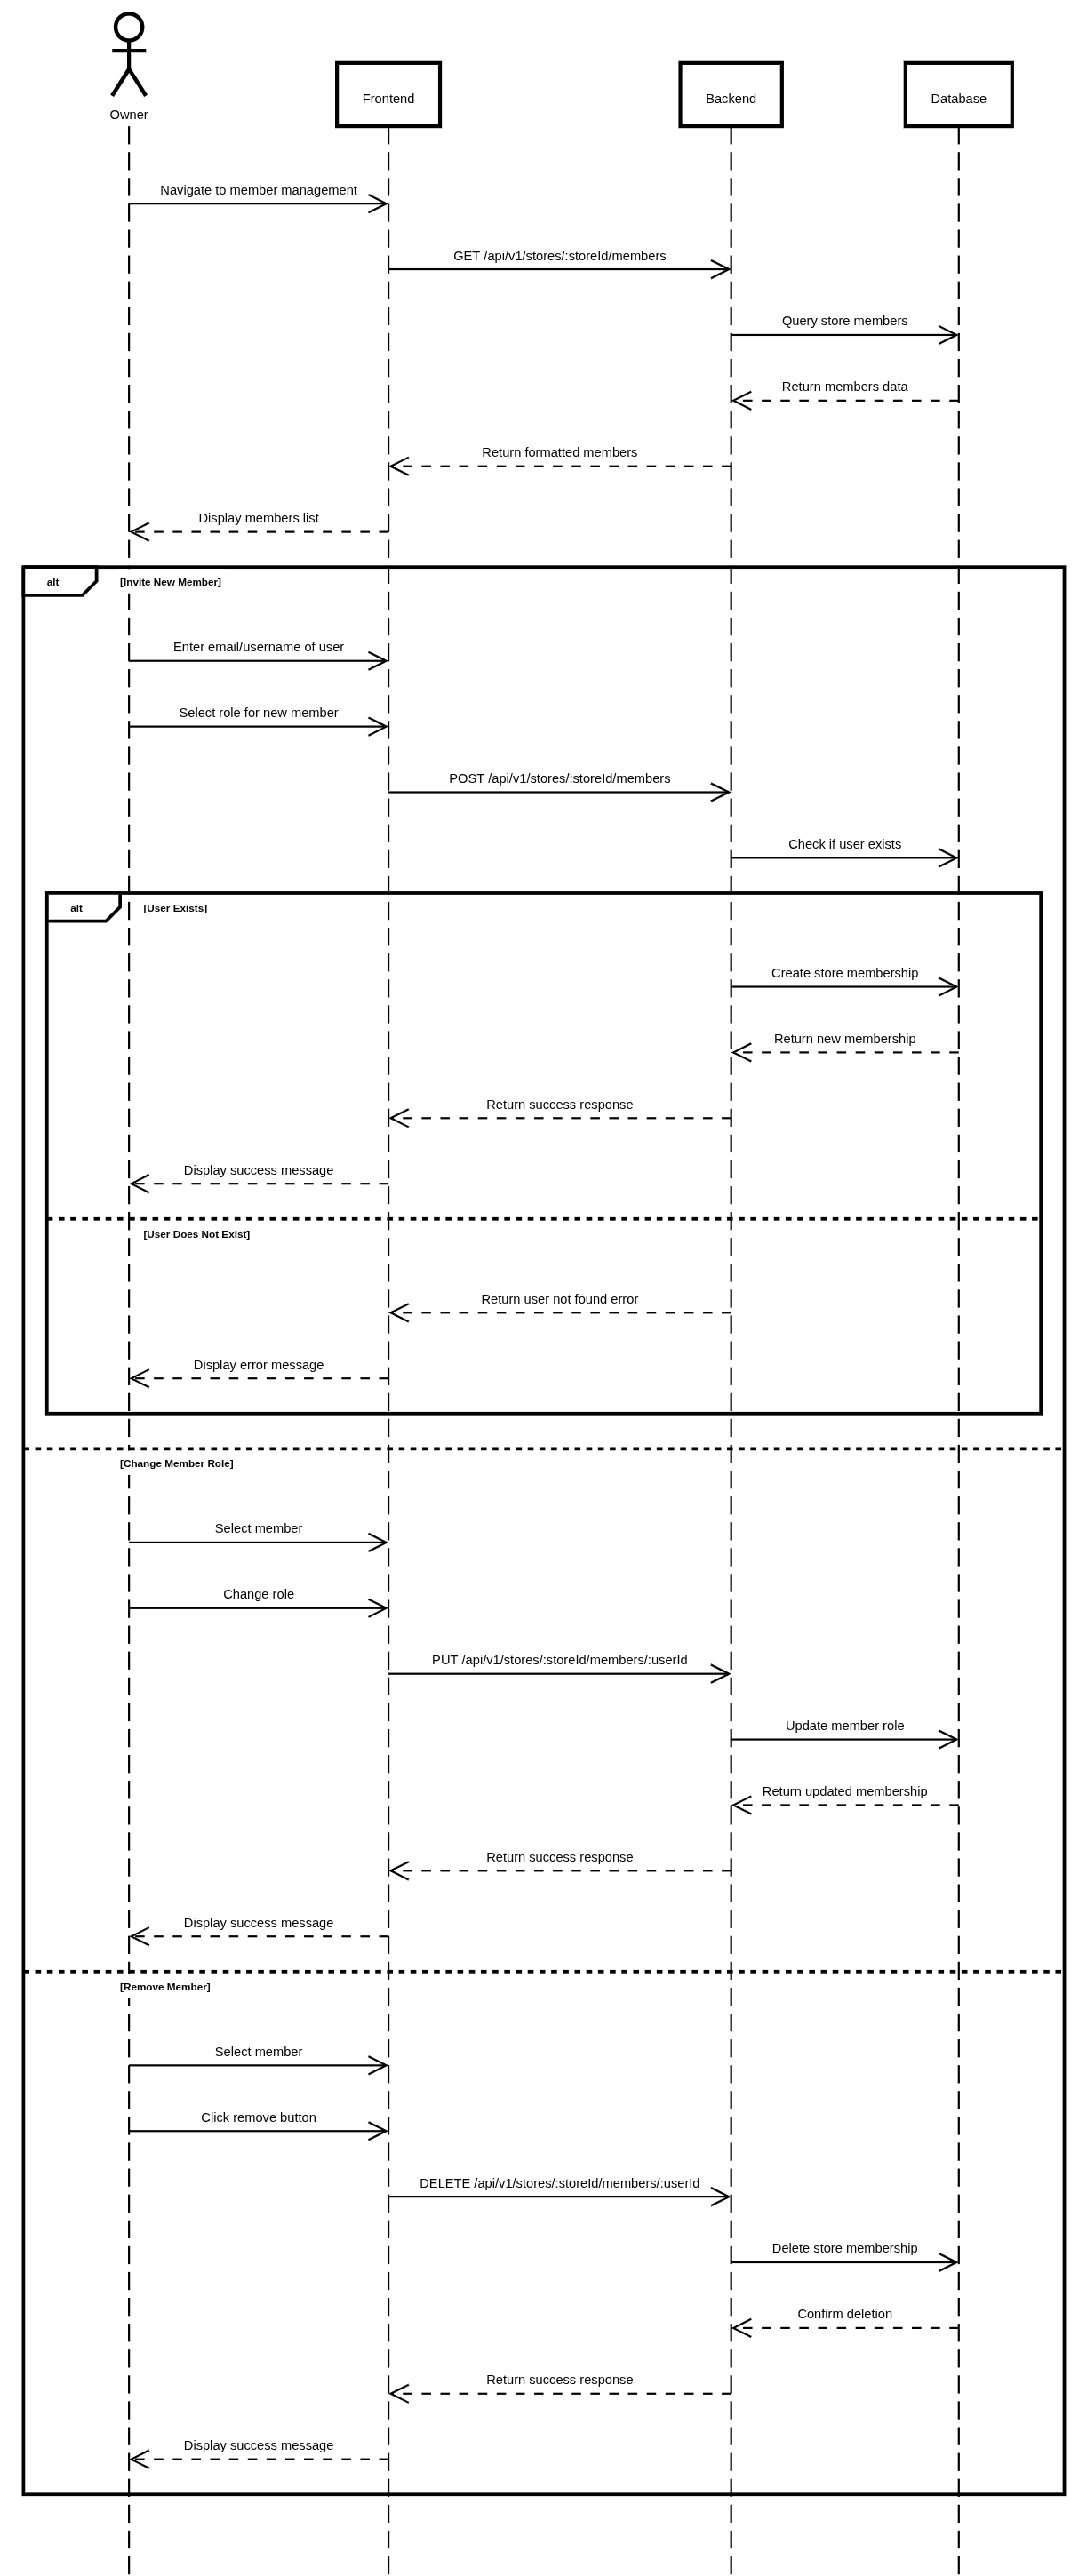 Owner
Frontend
Backend
Database
Navigate to member management
GET /api/v1/stores/:storeId/members
Query store members
Return members data
Return formatted members
Display members list
alt
[Invite New Member]
Enter email/username of user
Select role for new member
POST /api/v1/stores/:storeId/members
Check if user exists
alt
[User Exists]
Create store membership
Return new membership
Return success response
Display success message
[User Does Not Exist]
Return user not found error
Display error message
[Change Member Role]
Select member
Change role
PUT /api/v1/stores/:storeId/members/:userId
Update member role
Return updated membership
Return success response
Display success message
[Remove Member]
Select member
Click remove button
DELETE /api/v1/stores/:storeId/members/:userId
Delete store membership
Confirm deletion
Return success response
Display success message